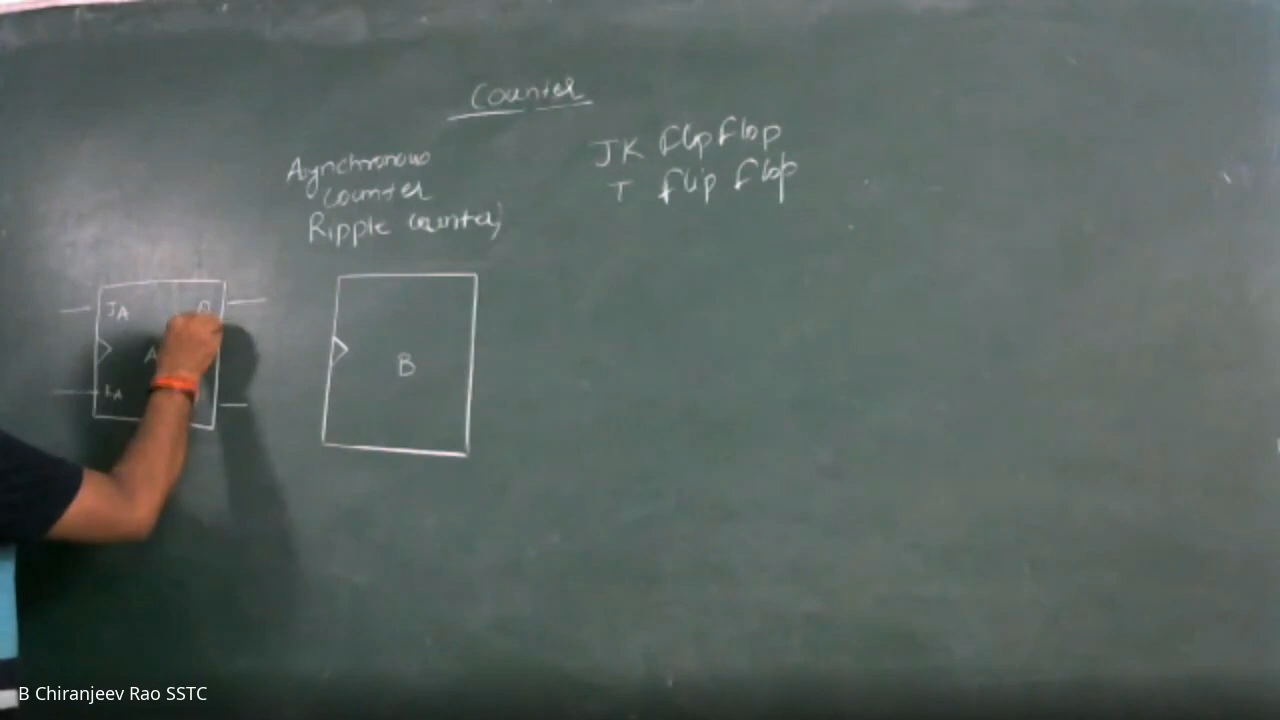 Counter
Asynchronous
counter
Ripple counter)
JK flip flop
T flip flop
JA
Q
A
KA
B
B Chiranjeev Rao SSTC